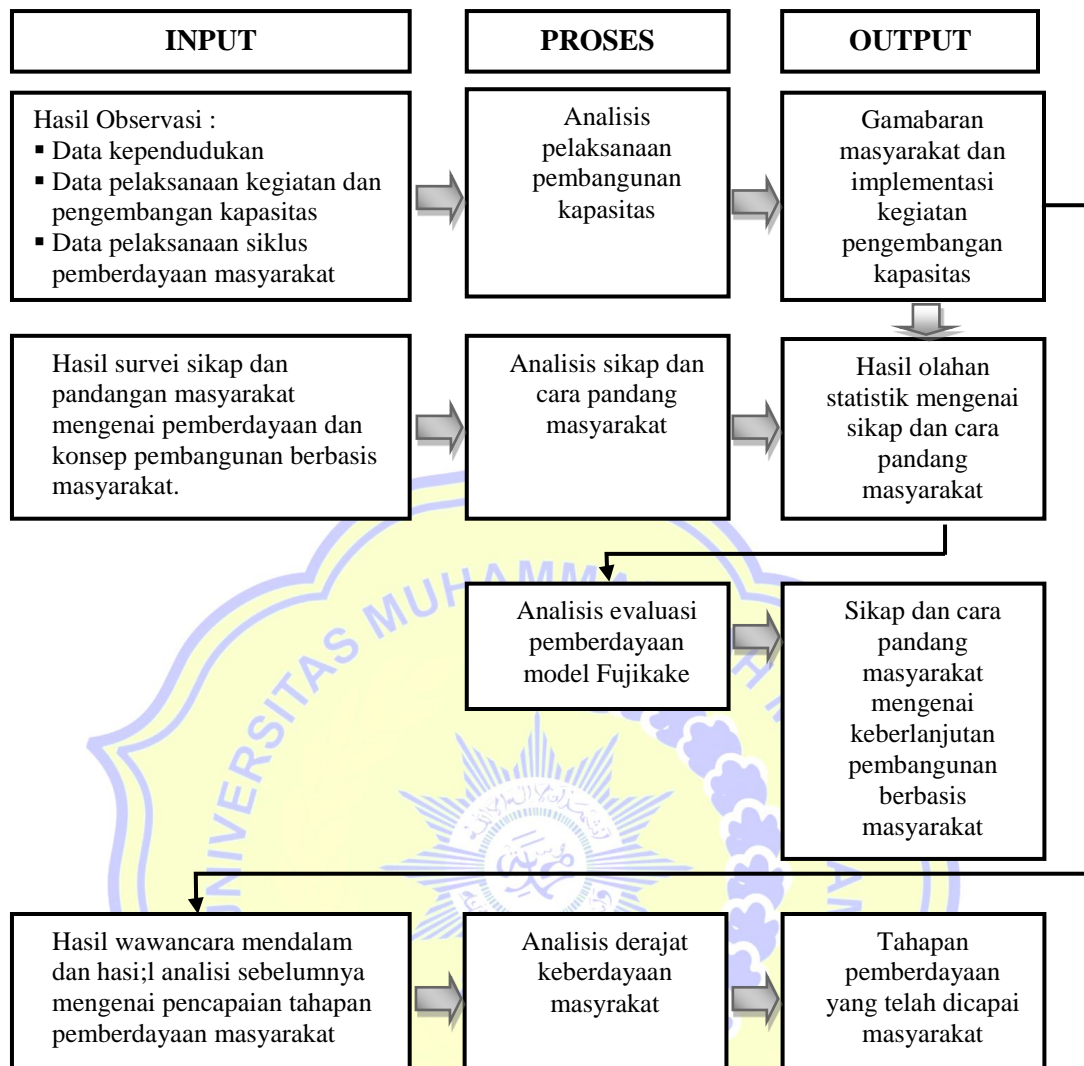 INPUT
PROSES
OUTPUT
Hasil Observasi :
▪ Data kependudukan
▪ Data pelaksanaan kegiatan dan
pengembangan kapasitas
▪ Data pelaksanaan siklus
pemberdayaan masyarakat
Analisis
pelaksanaan
pembangunan
kapasitas
Gamabaran
masyarakat dan
implementasi
kegiatan
pengembangan
kapasitas
Hasil survei sikap dan
pandangan masyarakat
mengenai pemberdayaan dan
konsep pembangunan berbasis
masyarakat.
Analisis sikap dan
cara pandang
masyarakat
Hasil olahan
statistik mengenai
sikap dan cara
pandang
masyarakat
Analisis evaluasi
pemberdayaan
model Fujikake
Sikap dan cara
pandang
masyarakat
mengenai
keberlanjutan
pembangunan
berbasis
masyarakat
Hasil wawancara mendalam
dan hasi;l analisi sebelumnya
mengenai pencapaian tahapan
pemberdayaan masyarakat
Analisis derajat
keberdayaan
masyrakat
Tahapan
pemberdayaan
yang telah dicapai
masyarakat
UNIVERSITAS MUHAMMA